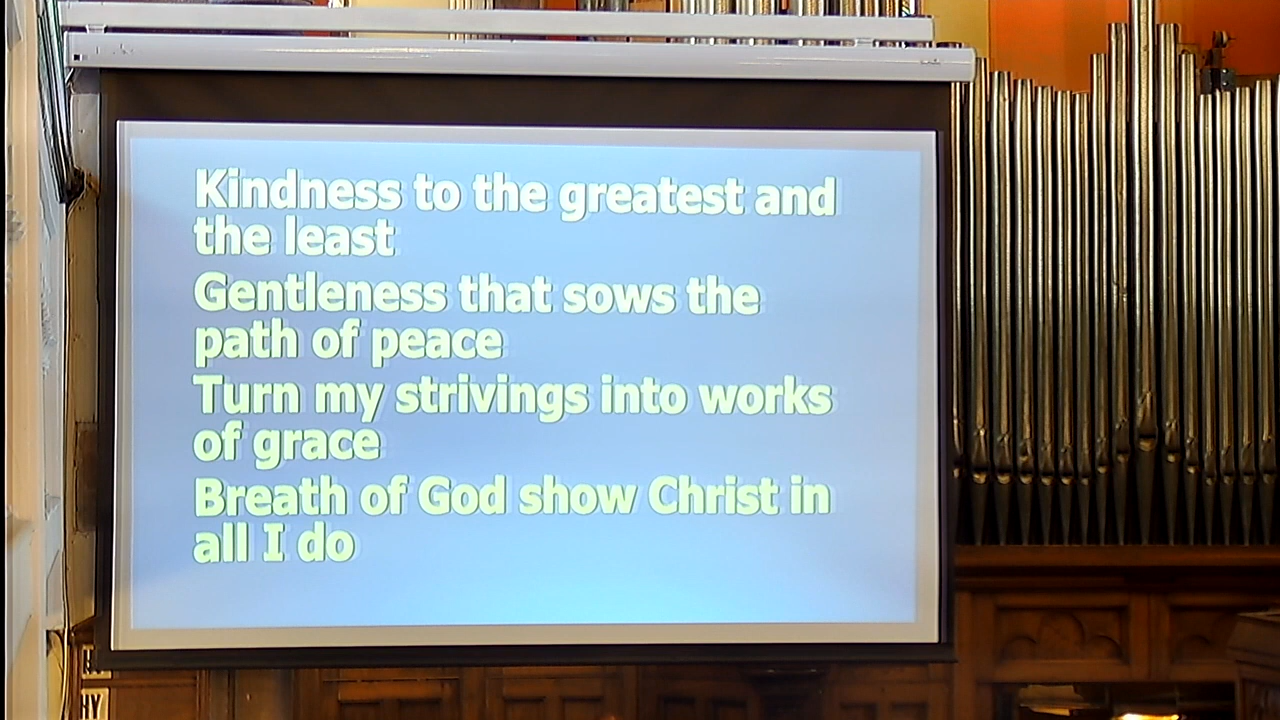 Kindness to the greatest and
the least
Gentleness that sows the
path of peace
Turn my strivings into works
of grace
Breath of God show Christ in
all I do